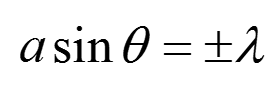 a sin θ = ±λ